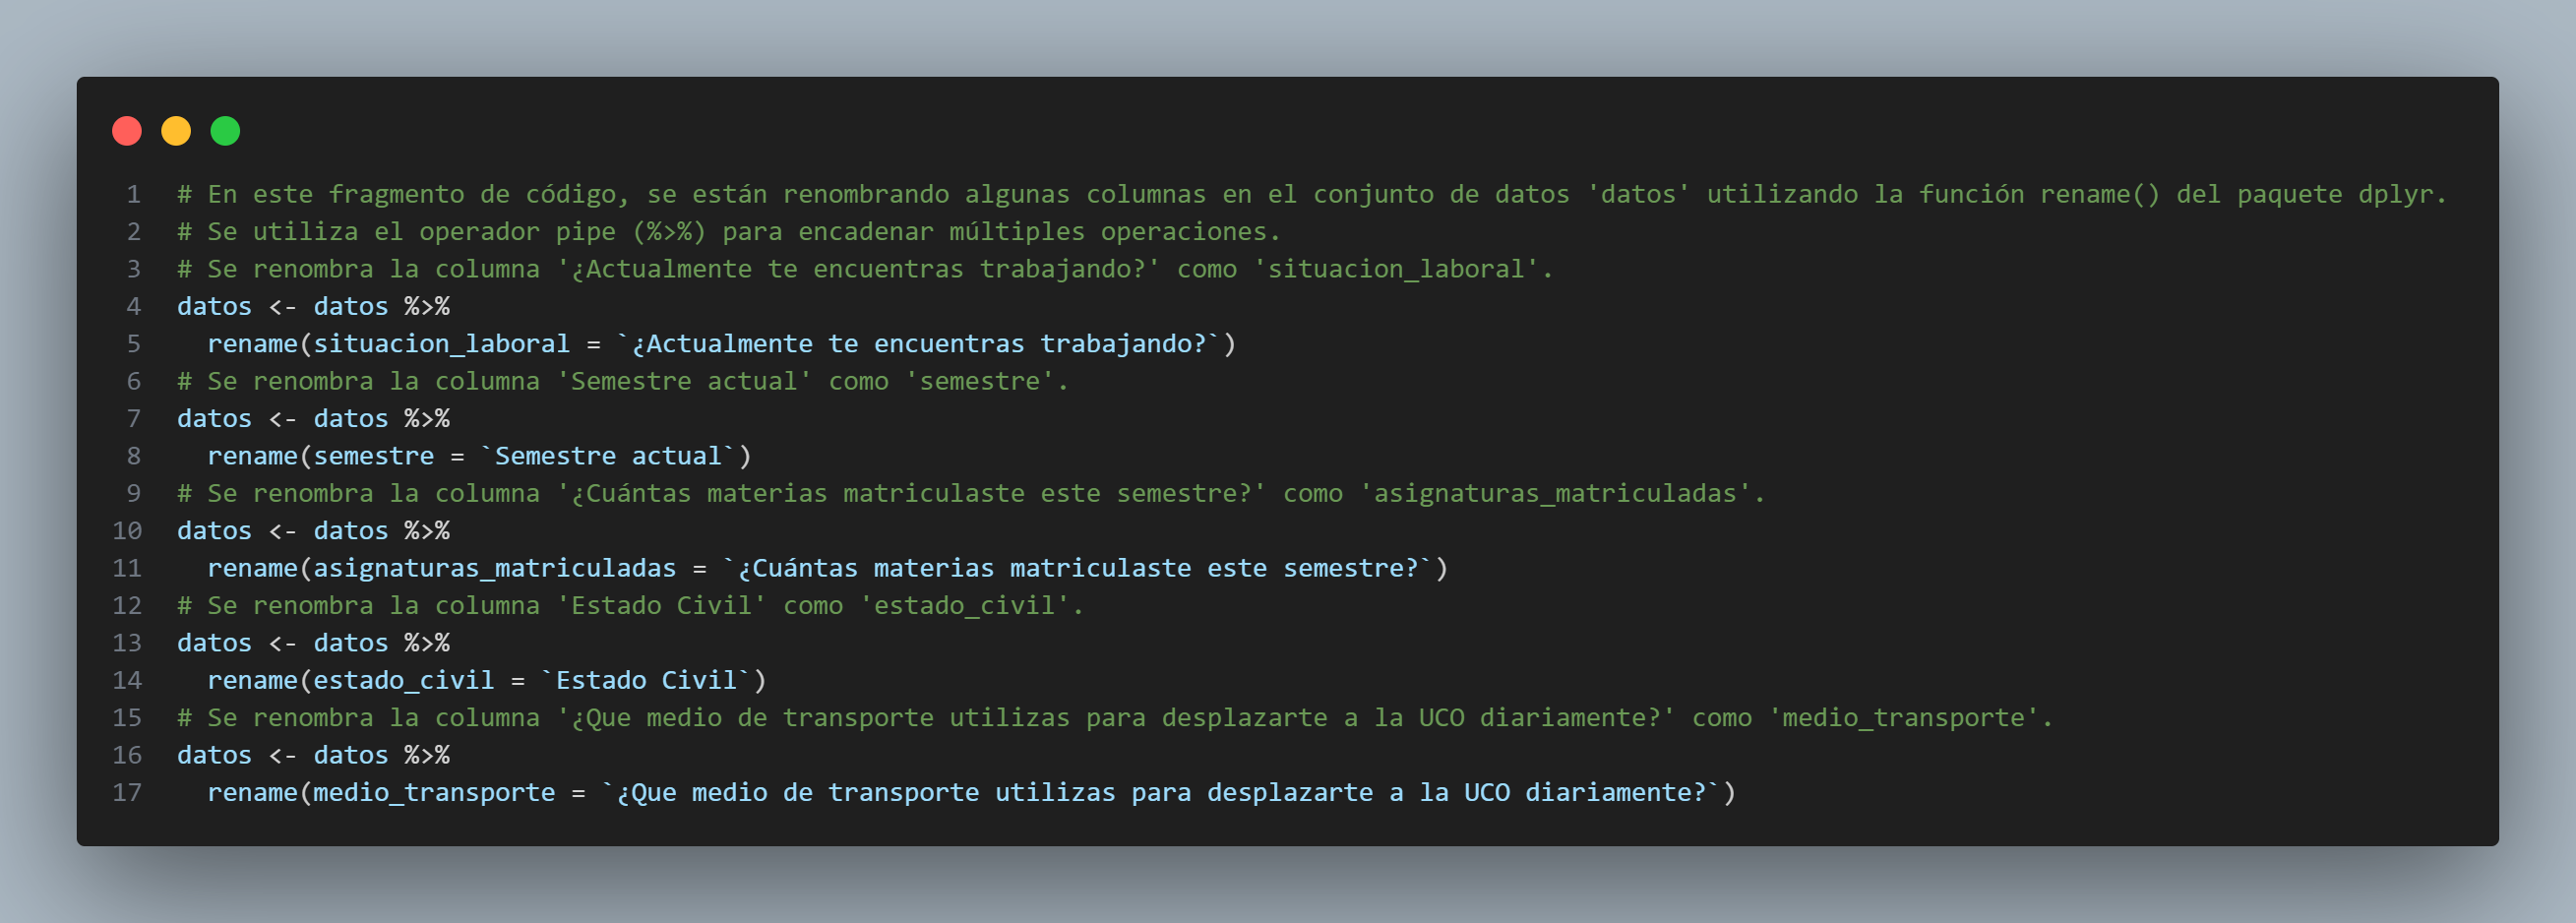 1 # En este fragmento de código, se están renombrando algunas columnas en el conjunto de datos 'datos' utilizando la función rename() del paquete dplyr.
2 # Se utiliza el operador pipe (%>%) para encadenar múltiples operaciones.
3 # Se renombra la columna '¿Actualmente te encuentras trabajando?' como 'situacion_laboral'.
4 datos <- datos %>%
5   rename(situacion_laboral = `¿Actualmente te encuentras trabajando?`)
6 # Se renombra la columna 'Semestre actual' como 'semestre'.
7 datos <- datos %>%
8   rename(semestre = `Semestre actual`)
9 # Se renombra la columna '¿Cuántas materias matriculaste este semestre?' como 'asignaturas_matriculadas'.
10 datos <- datos %>%
11   rename(asignaturas_matriculadas = `¿Cuántas materias matriculaste este semestre?`)
12 # Se renombra la columna 'Estado Civil' como 'estado_civil'.
13 datos <- datos %>%
14   rename(estado_civil = `Estado Civil`)
15 # Se renombra la columna '¿Que medio de transporte utilizas para desplazarte a la UCO diariamente?' como 'medio_transporte'.
16 datos <- datos %>%
17   rename(medio_transporte = `¿Que medio de transporte utilizas para desplazarte a la UCO diariamente?`)